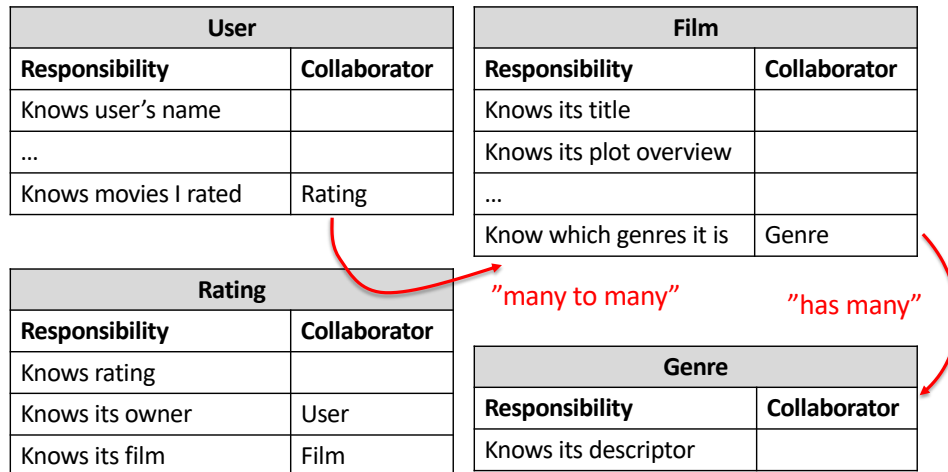 User
Responsibility Collaborator
Knows user’s name
...
Knows movies I rated Rating
Film
Responsibility Collaborator
Knows its title
Knows its plot overview
...
Know which genres it is Genre
”many to many”
”has many”
Rating
Responsibility Collaborator
Knows rating
Knows its owner User
Knows its film Film
Genre
Responsibility Collaborator
Knows its descriptor